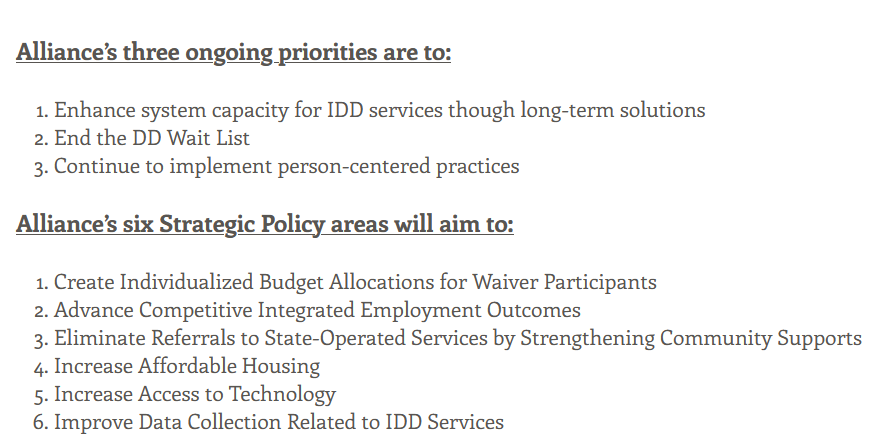 Alliance's three ongoing priorities are to:
1. Enhance system capacity for IDD services though long-term solutions
2. End the DD Wait List
3. Continue to implement person-centered practices
Alliance's six Strategic Policy areas will aim to:
1. Create Individualized Budget Allocations for Waiver Participants
2. Advance Competitive Integrated Employment Outcomes
3. Eliminate Referrals to State-Operated Services by Strengthening Community Supports
4. Increase Affordable Housing
5. Increase Access to Technology
6. Improve Data Collection Related to IDD Services